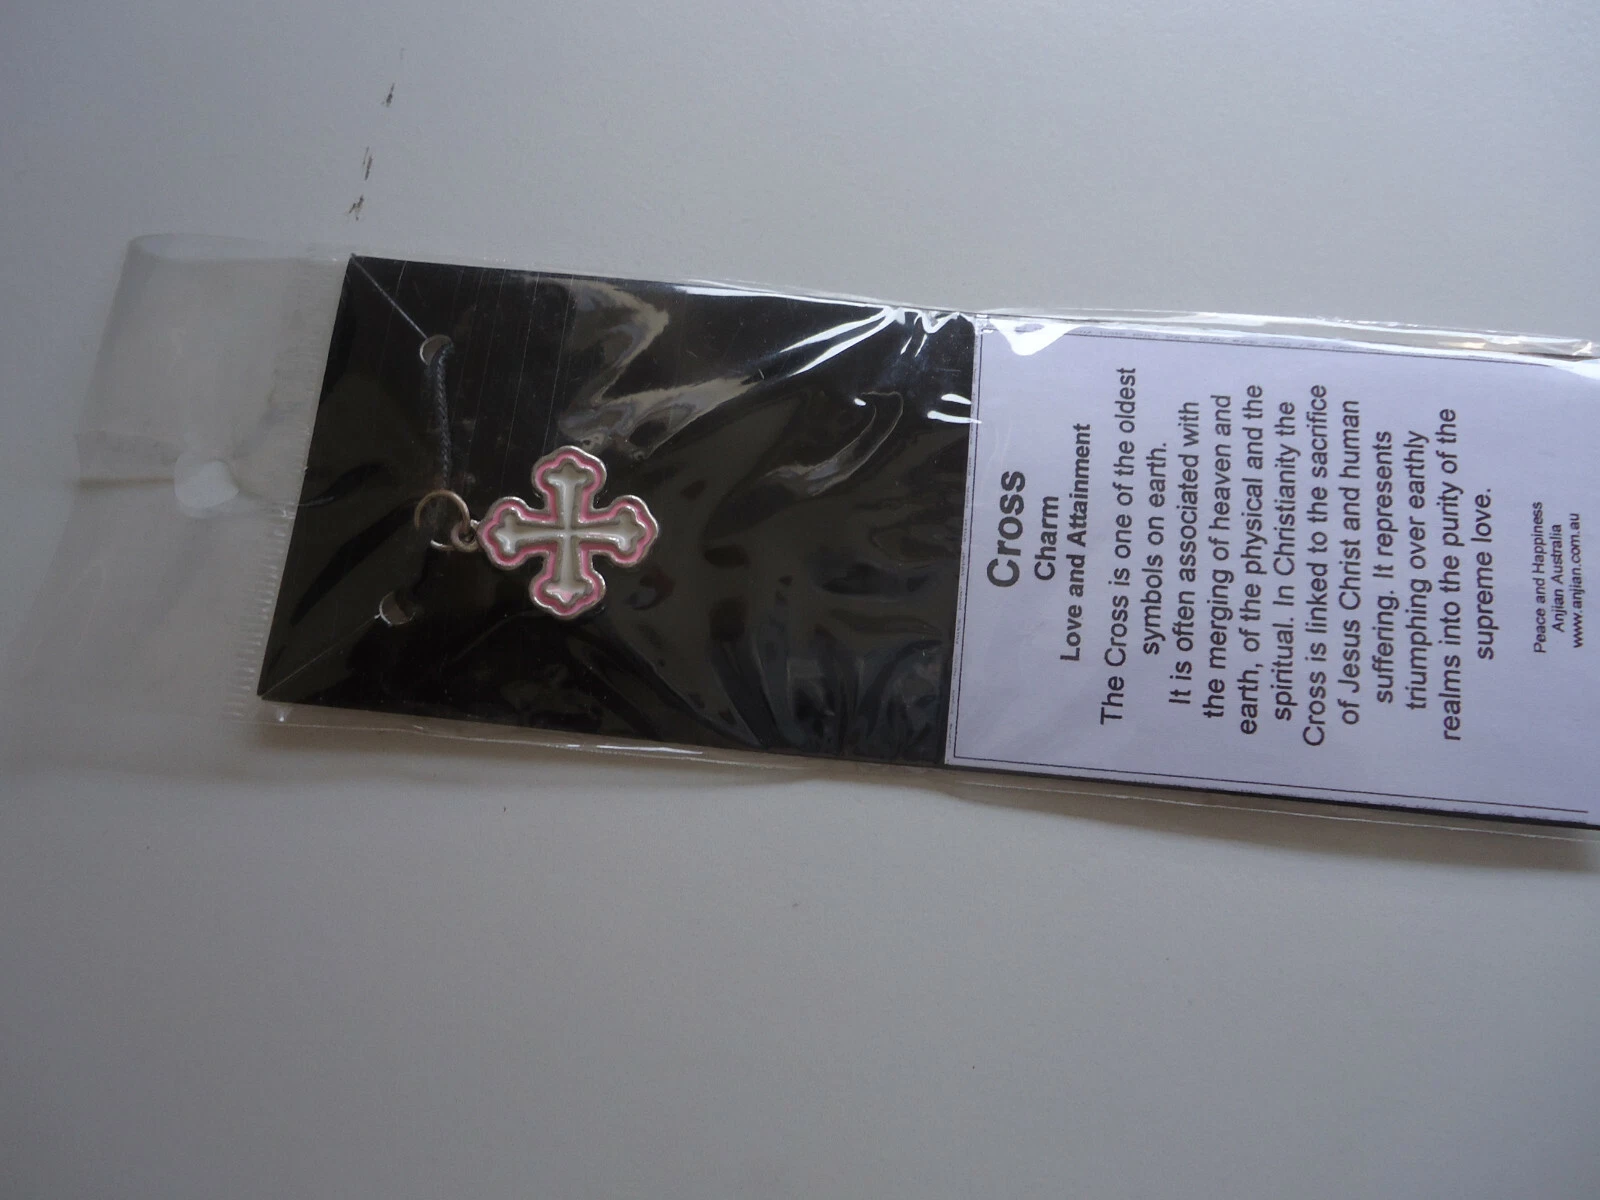 Cross
Charm
Love and Attainment
The Cross is one of the oldest
symbols on earth.
It is often associated with
the merging of heaven and
earth, of the physical and the
spiritual. In Christianity the
Cross is linked to the sacrifice
of Jesus Christ and human
suffering. It represents
triumphing over earthly
realms into the purity of the
supreme love.
Peace and Happiness
Anjian Australia
www.anjian.com.au